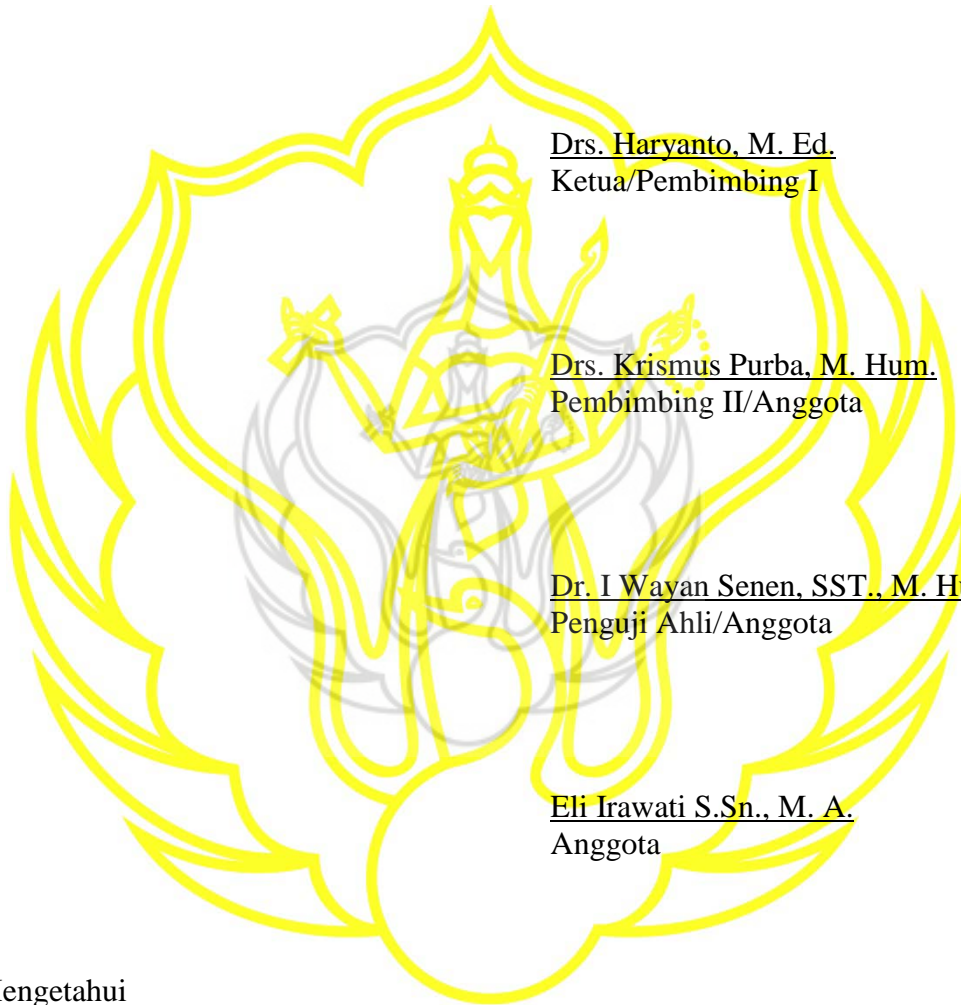 Drs. Haryanto, M. Ed.
Ketua/Pembimbing I
Drs. Krismus Purba, M. Hum.
Pembimbing II/Anggota
Dr. I Wayan Senen, SST., M.
Penguji Ahli/Anggota
Eli Irawati S.Sn., M. A.
Anggota